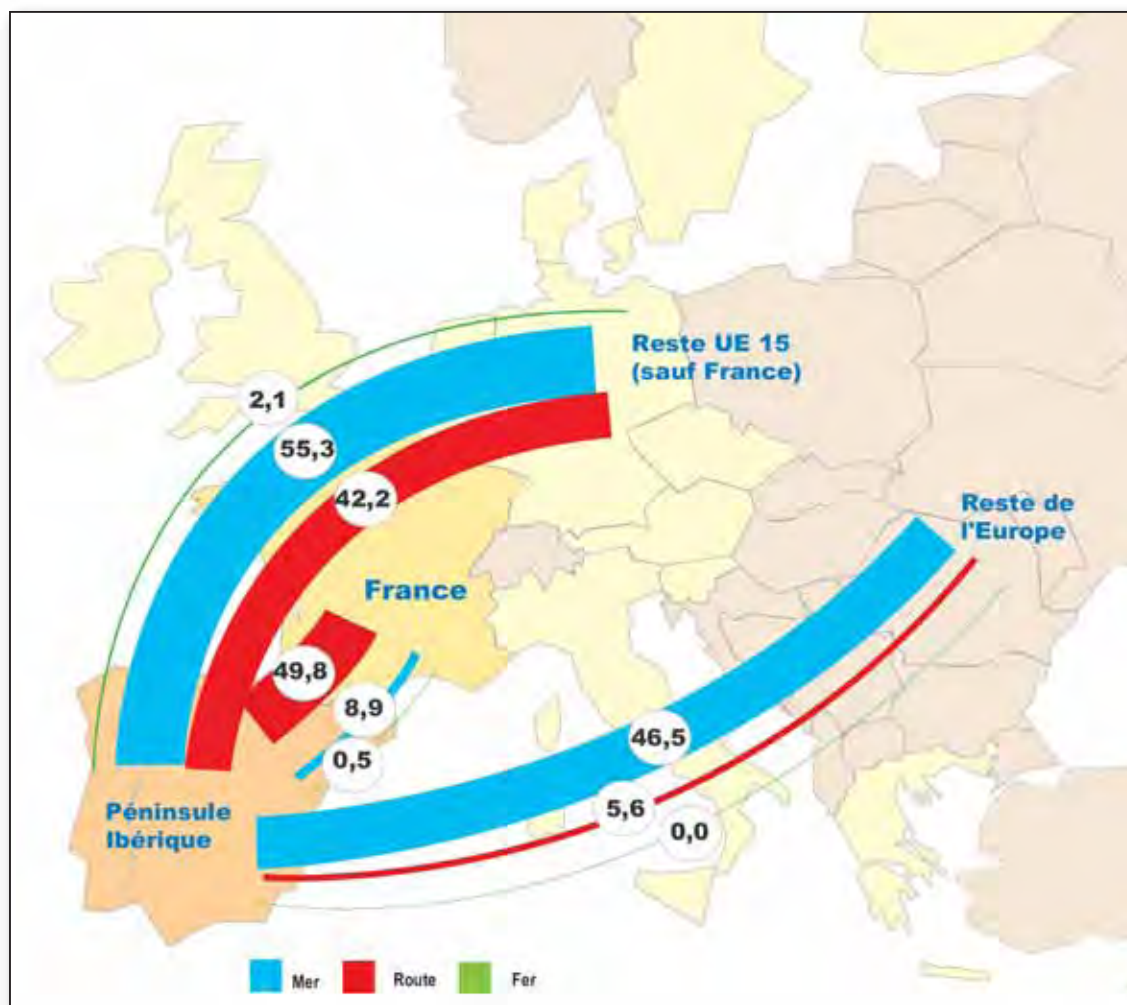 Reste UE 15
(sauf France)
2,1
55,3
42,2
Reste de
l'Europe
France
49,8
8,9
0,5
46,5
5,6
0,0
Péninsule
Ibérique
Mer
Route
Fer